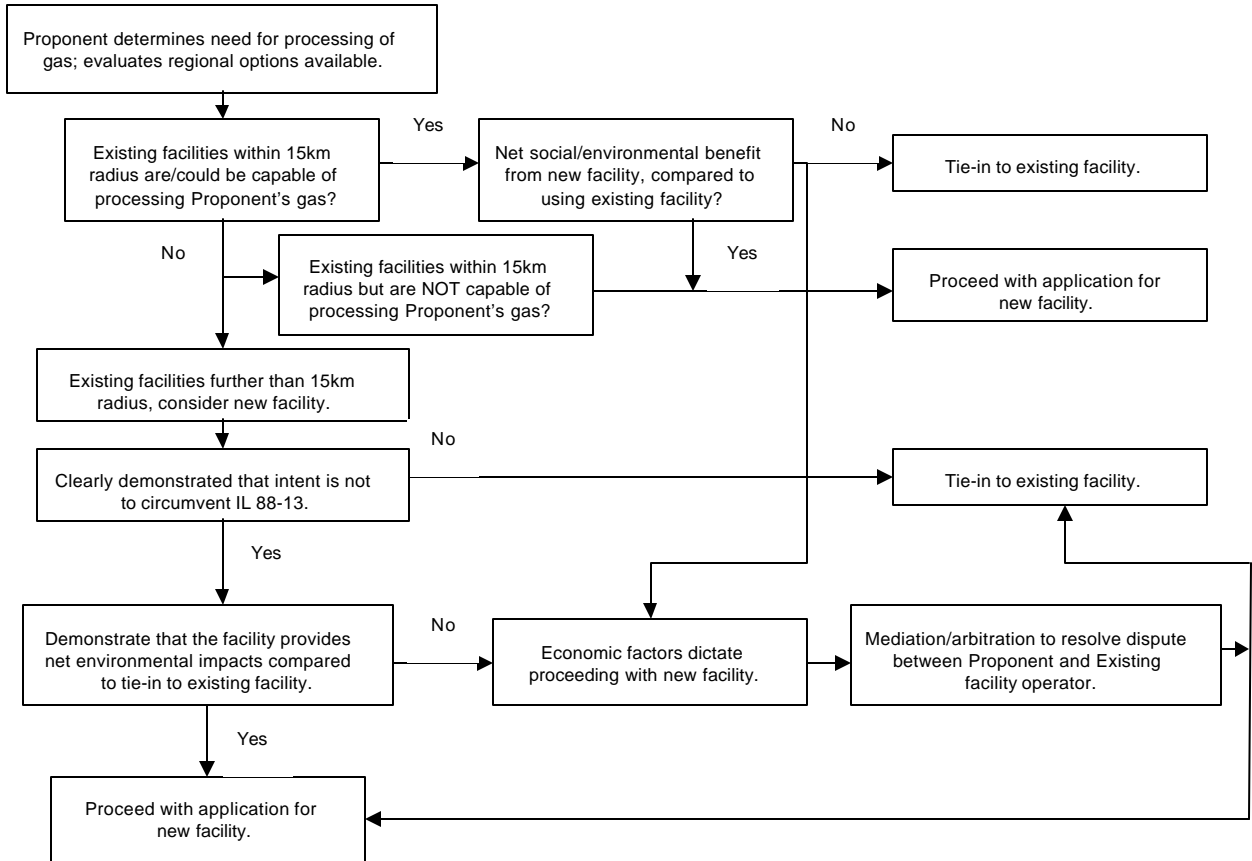 Proponent determines need for processing of
gas; evaluates regional options available.
Yes
No
Existing facilities within 15km
radius are/could be capable of
processing Proponent's gas?
Net social/environmental benefit
from new facility, compared to
using existing facility?
Tie-in to existing facility.
No
Yes
Existing facilities within 15km
radius but are NOT capable of
processing Proponent's gas?
Proceed with application for
new facility.
Existing facilities further than 15km
radius, consider new facility.
No
Clearly demonstrated that intent is not
to circumvent IL 88-13.
Tie-in to existing facility.
Yes
Demonstrate that the facility provides
net environmental impacts compared
to tie-in to existing facility.
No
Economic factors dictate
proceeding with new facility.
Mediation/arbitration to resolve dispute
between Proponent and Existing
facility operator.
Yes
Proceed with application for
new facility.